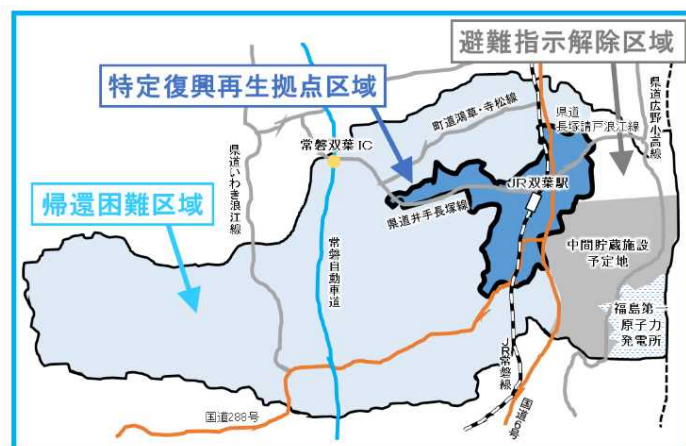 避難指示解除区域
特定復興再生拠点区域
帰還困難区域
県道いわき浪江線
常磐双葉IC
町道鴻草・寺松線
県道
長塚請戸浪江線
県道広野小高線
JR双葉駅
県道井手長塚線
常磐自動車道
中間貯蔵施設
予定地
福島第一
原子力
発電所
JR常磐線
国道6号
国道288号